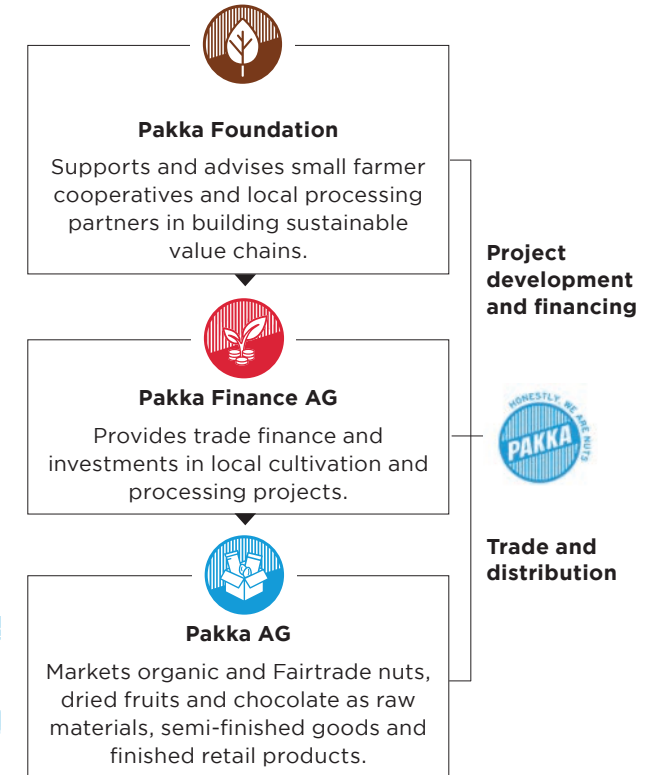 Pakka Foundation
Supports and advises small farmer
cooperatives and local processing
partners in building sustainable
value chains.
Project
development
and financing
Pakka Finance AG
Provides trade finance and
investments in local cultivation and
processing projects.
HONESTLY. WE ARE NUTS
PAKKA
Trade and
distribution
Pakka AG
Markets organic and Fairtrade nuts,
dried fruits and chocolate as raw
materials, semi-finished goods and
finished retail products.